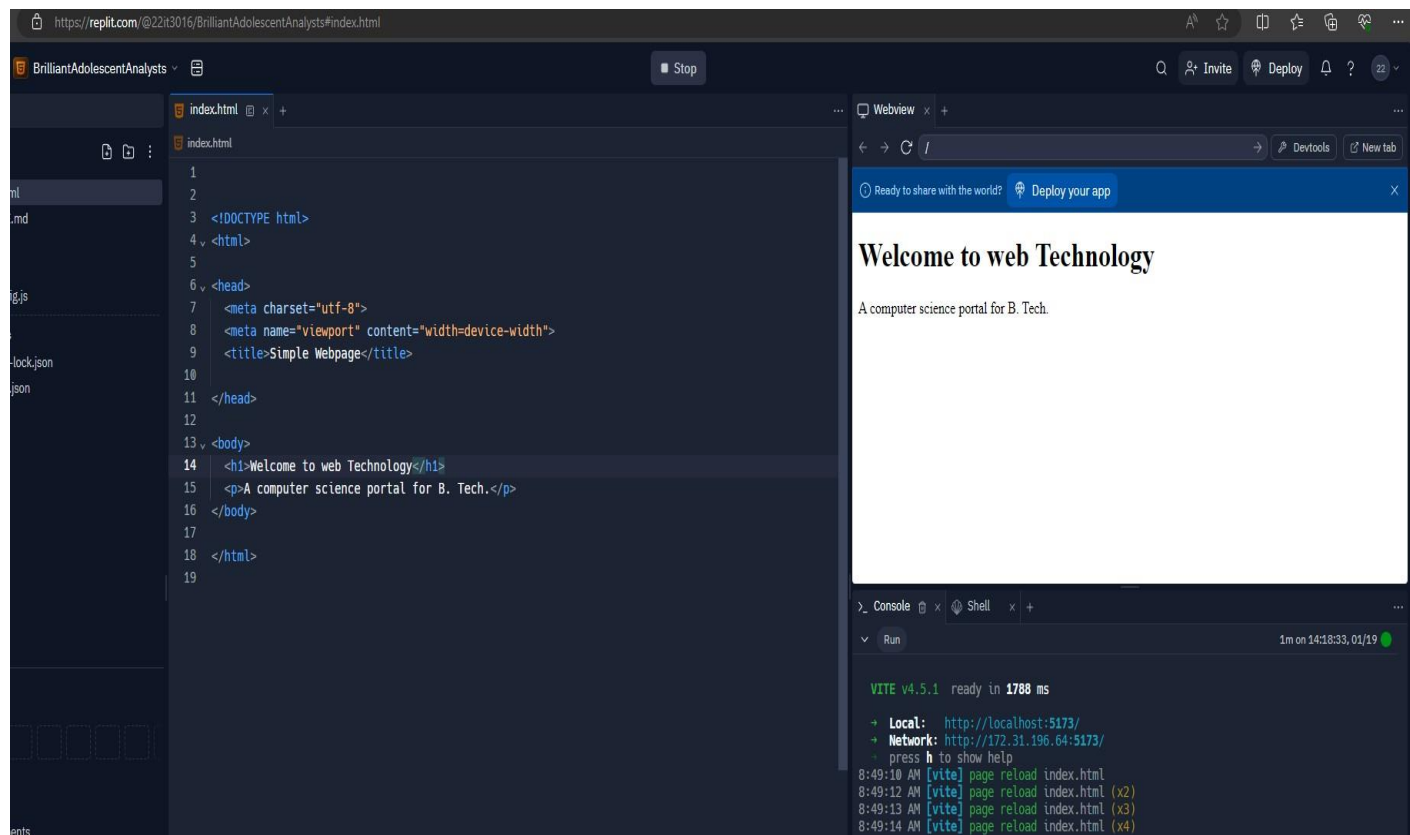 https://replit.com/@22it3016/BrilliantAdolescentAnalysts#index.html
BrilliantAdolescentAnalysts
Stop
Invite
Deploy
?
22
ml
.md
ig.js
-lock.json
.json
ents
index.html
index.html
1
2
3 <!DOCTYPE html>
4 <html>
5
6 <head>
7 <meta charset="utf-8">
8 <meta name="viewport" content="width=device-width">
9 <title>Simple Webpage</title>
10
11 </head>
12
13 <body>
14 <h1>Welcome to web Technology</h1>
15 <p>A computer science portal for B. Tech.</p>
16 </body>
17
18 </html>
19
Webview
/
Devtools
New tab
Ready to share with the world? Deploy your app
Welcome to web Technology
A computer science portal for B. Tech.
Console
Shell
Run
1m on 14:18:33, 01/19
VITE v4.5.1 ready in 1788 ms
→ Local: http://localhost:5173/
→ Network: http://172.31.196.64:5173/
→ press h to show help
8:49:10 AM [vite] page reload index.html
8:49:12 AM [vite] page reload index.html (x2)
8:49:13 AM [vite] page reload index.html (x3)
8:49:14 AM [vite] page reload index.html (x4)